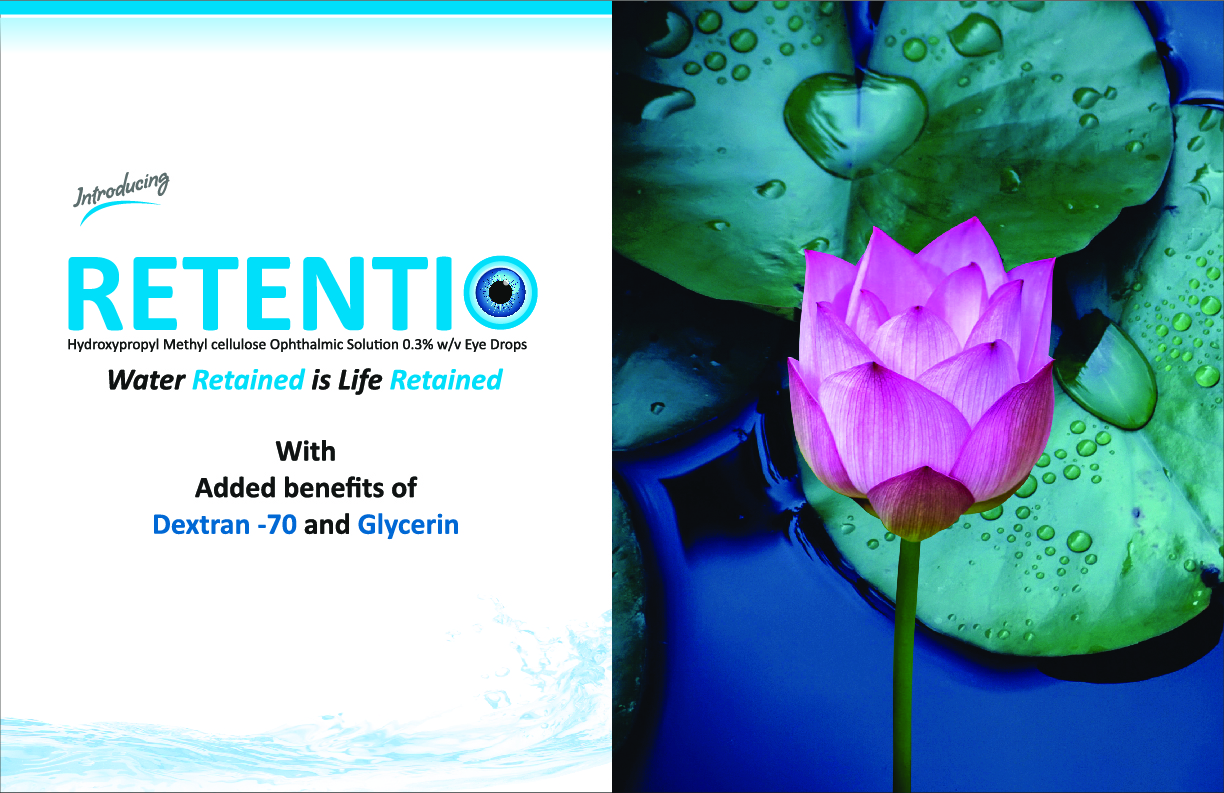 Introducing
RETENTIO
Hydroxypropyl Methyl cellulose Ophthalmic Solution 0.3% w/v Eye Drops
Water Retained is Life Retained
With
Added benefits of
Dextran -70 and Glycerin